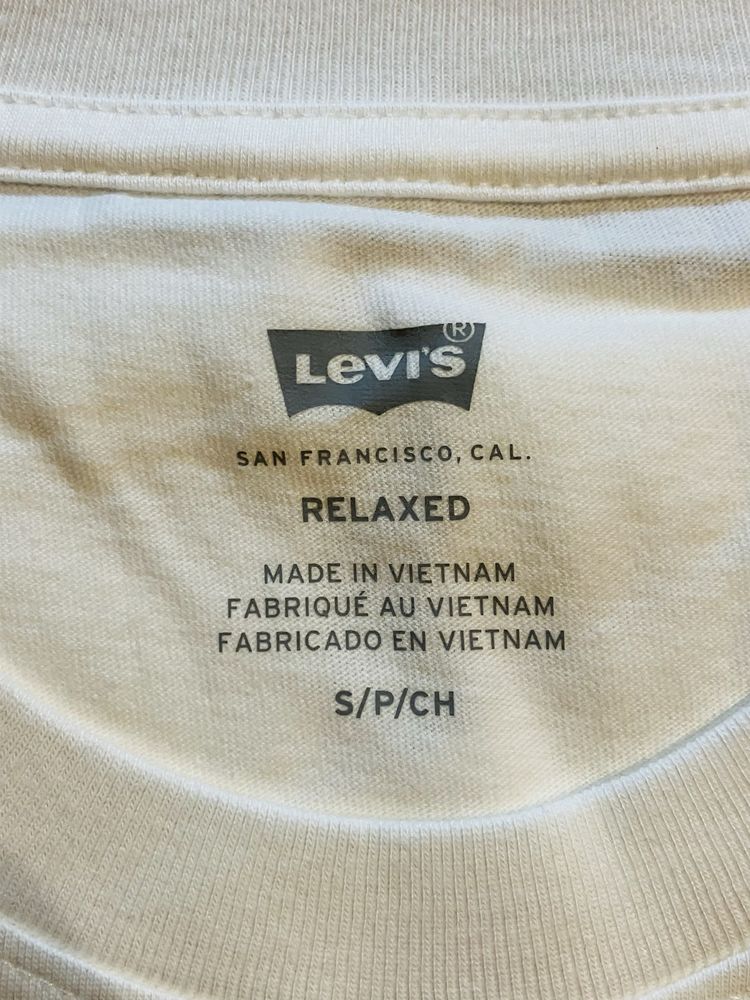 Levi's®
SAN FRANCISCO, CAL.
RELAXED
MADE IN VIETNAM
FABRIQUÉ AU VIETNAM
FABRICADO EN VIETNAM
S/P/CH